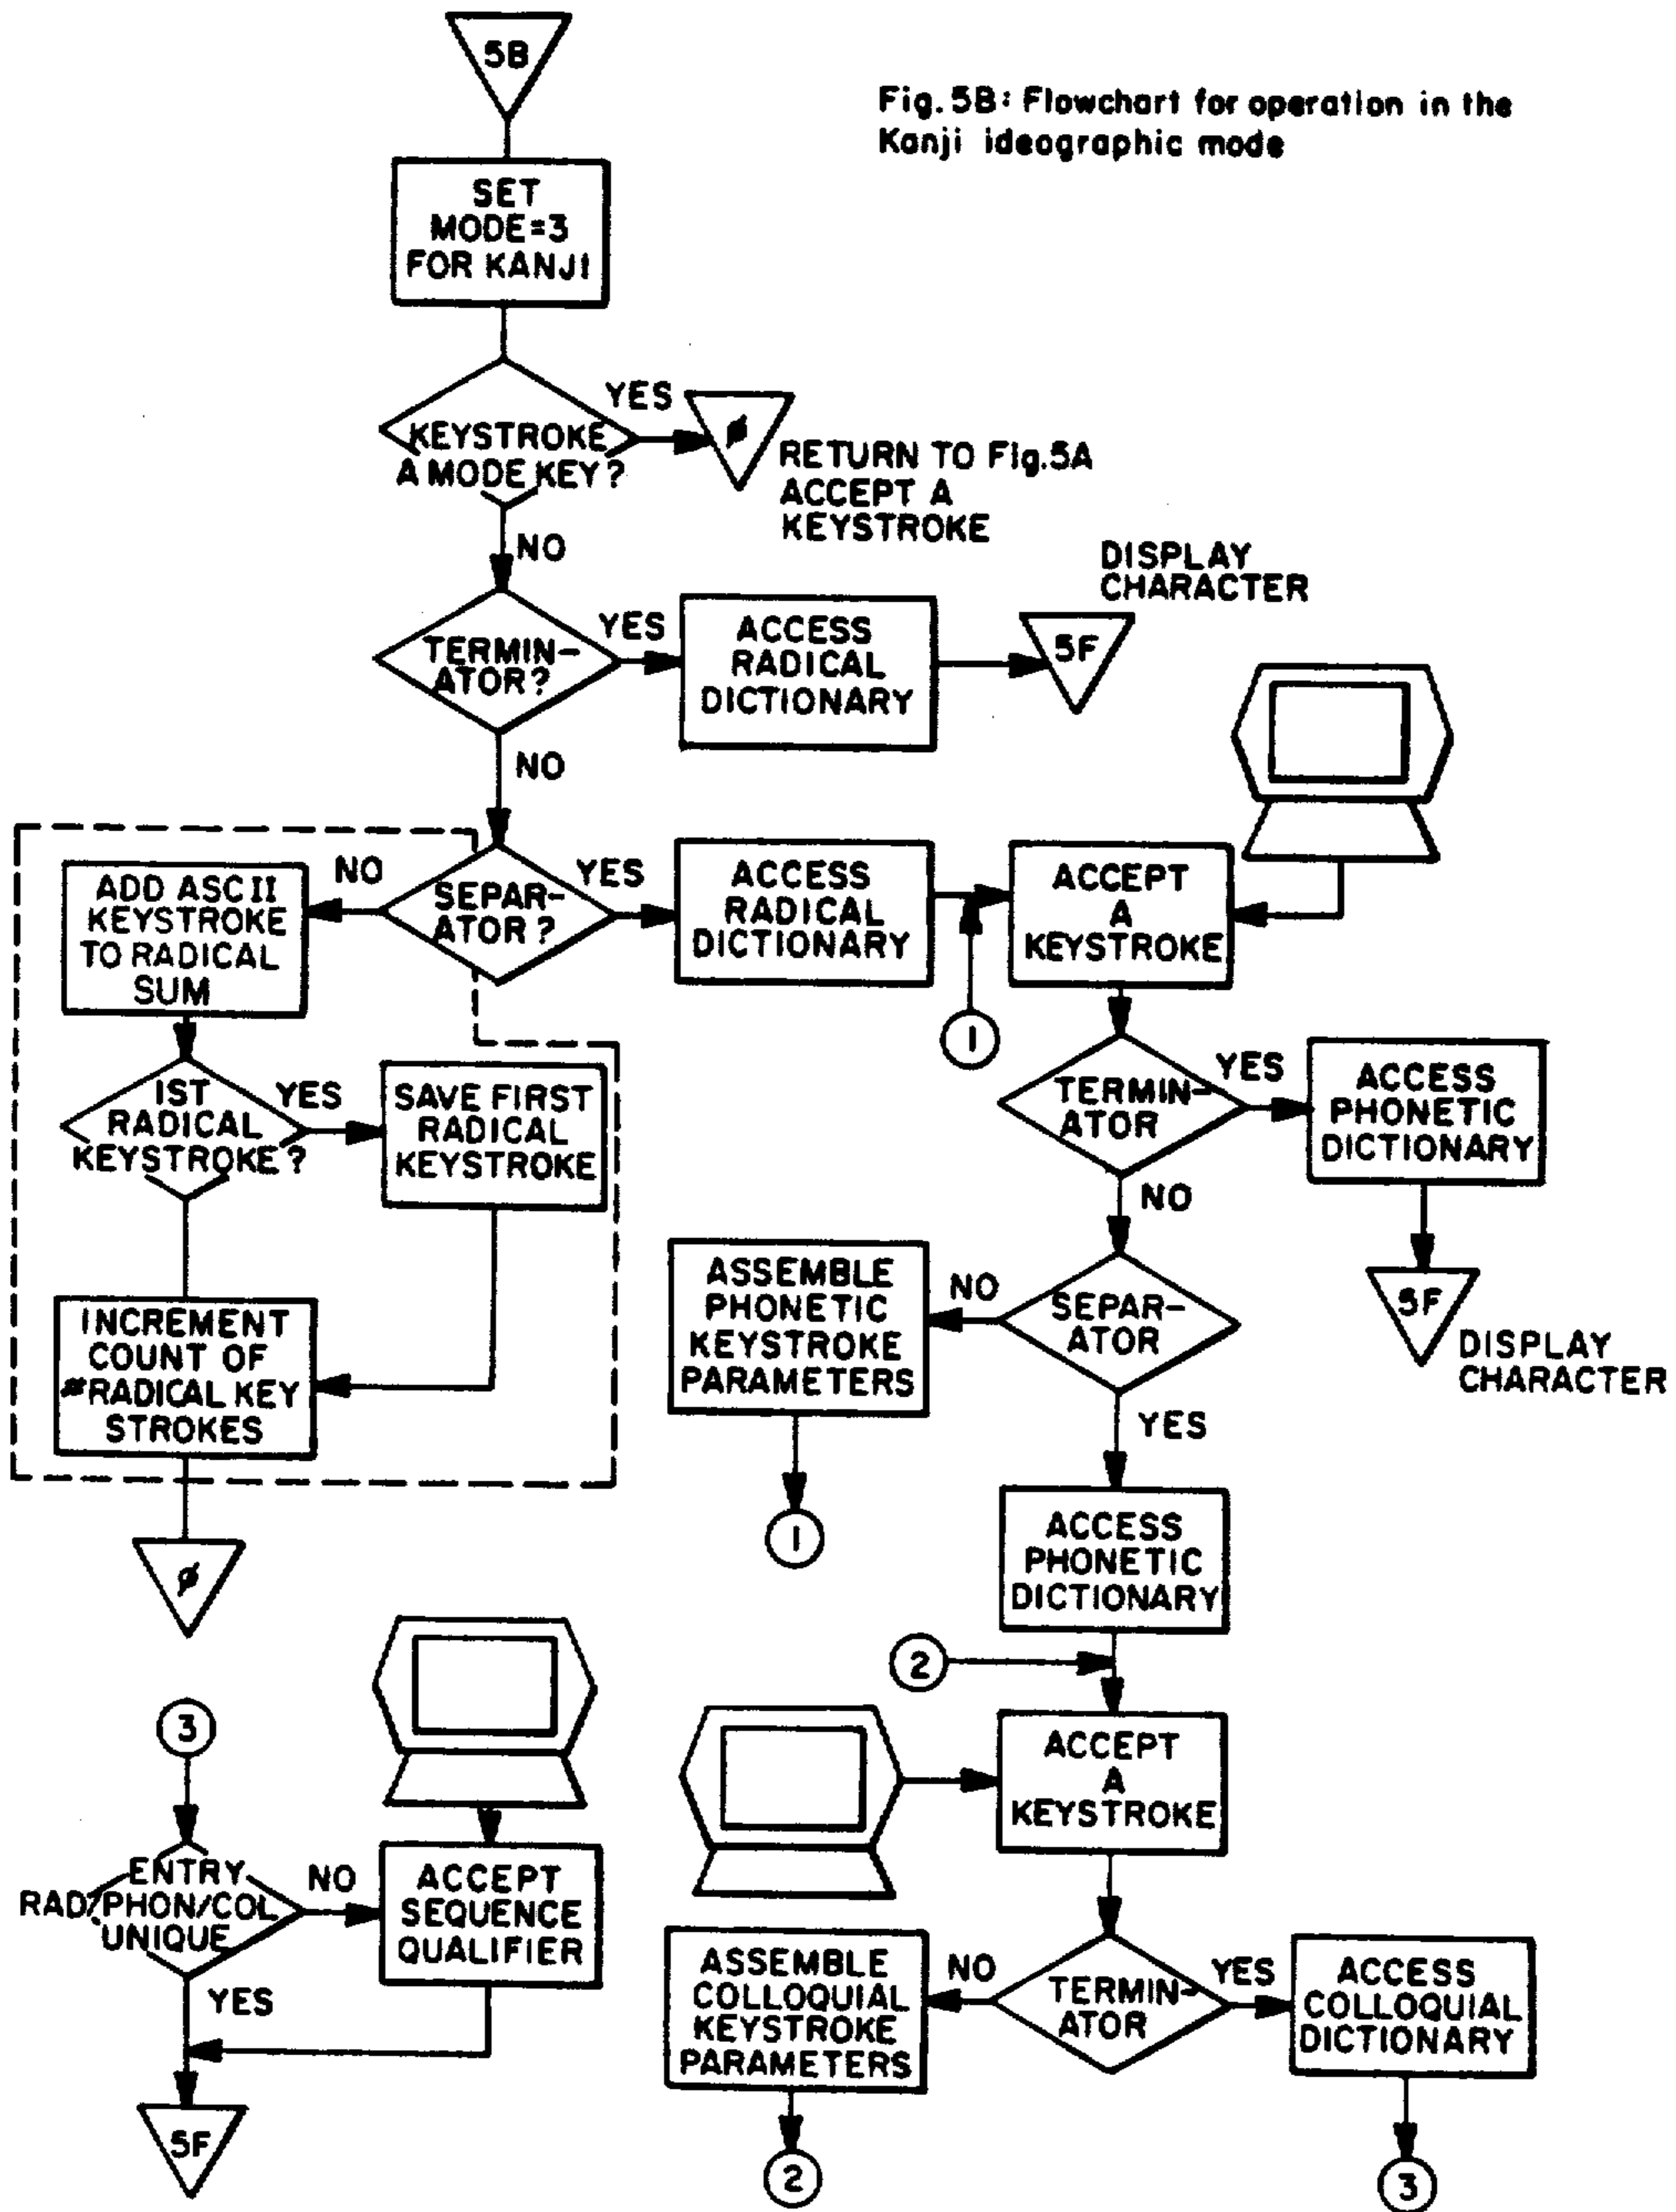 5B
Fig. 5B: Flowchart for operation in the
Kanji ideographic mode
SET
MODE=3
FOR KANJI
KEYSTROKE
A MODE KEY?
YES
ø
RETURN TO Fig.5A
ACCEPT A
KEYSTROKE
NO
TERMIN-
ATOR?
YES
ACCESS
RADICAL
DICTIONARY
DISPLAY
CHARACTER
5F
NO
SEPAR-
ATOR?
NO
ADD ASCII
KEYSTROKE
TO RADICAL
SUM
YES
ACCESS
RADICAL
DICTIONARY
1
ACCEPT
A
KEYSTROKE
1ST
RADICAL
KEYSTROKE?
YES
SAVE FIRST
RADICAL
KEYSTROKE
INCREMENT
COUNT OF
#RADICAL KEY
STROKES
ø
TERMIN-
ATOR
YES
ACCESS
PHONETIC
DICTIONARY
5F
DISPLAY
CHARACTER
NO
SEPAR-
ATOR
NO
ASSEMBLE
PHONETIC
KEYSTROKE
PARAMETERS
1
YES
ACCESS
PHONETIC
DICTIONARY
2
ACCEPT
A
KEYSTROKE
TERMIN-
ATOR
NO
ASSEMBLE
COLLOQUIAL
KEYSTROKE
PARAMETERS
2
YES
ACCESS
COLLOQUIAL
DICTIONARY
3
3
ENTRY
RAD/PHON/COL
UNIQUE
NO
ACCEPT
SEQUENCE
QUALIFIER
YES
5F